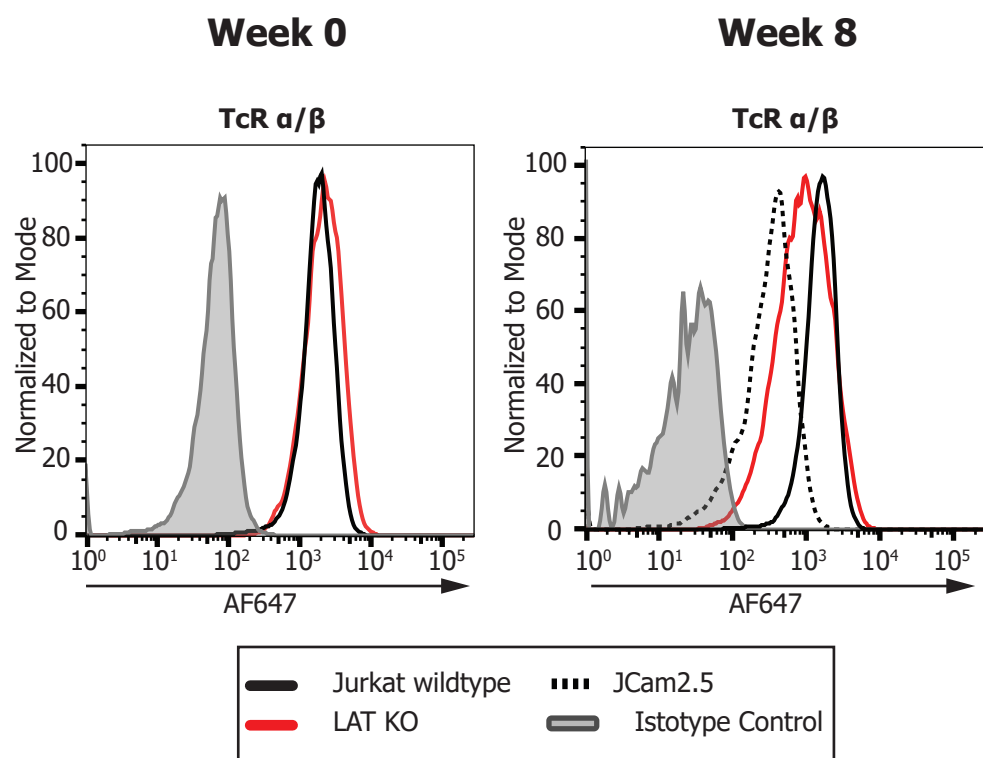 Week 0
Week 8
TcR α/β
TcR α/β
Normalized to Mode
100
80
60
40
20
0
10⁰ 10¹ 10² 10³ 10⁴ 10⁵
AF647
Normalized to Mode
100
80
60
40
20
0
10⁰ 10¹ 10² 10³ 10⁴ 10⁵
AF647
Jurkat wildtype
JCam2.5
LAT KO
Istotype Control